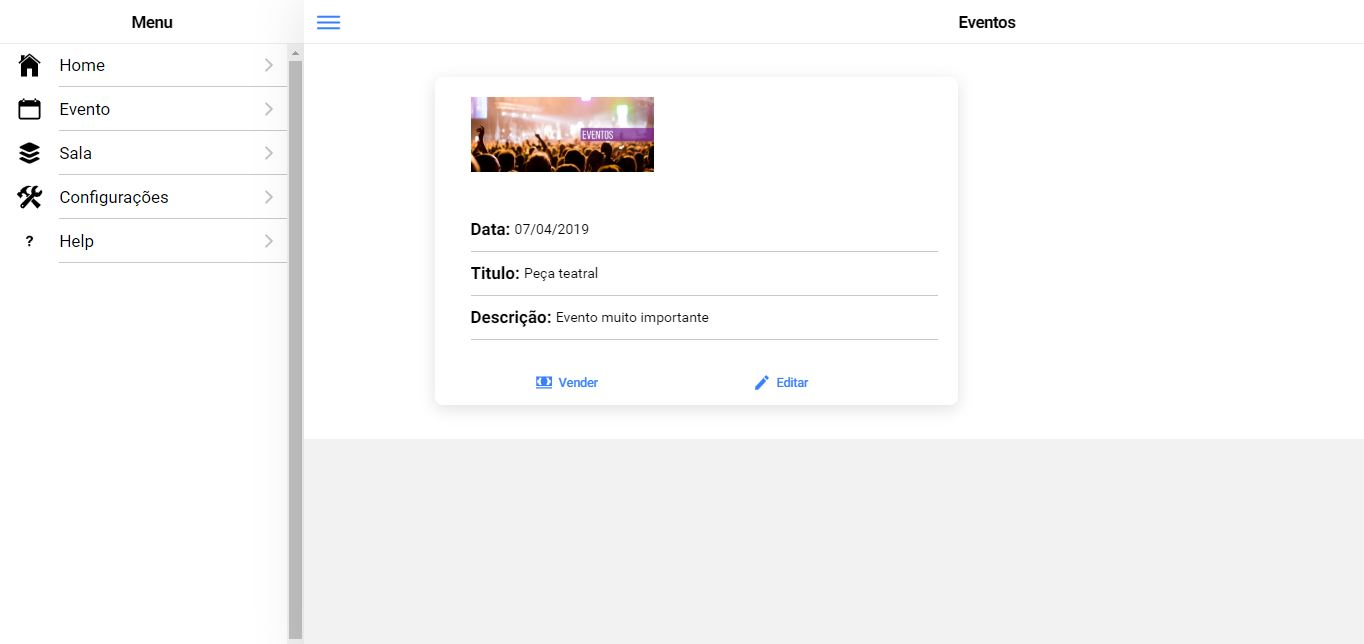 Menu
Eventos
Home
Evento
Sala
Configurações
? Help
EVENTOS
Data: 07/04/2019
Titulo: Peça teatral
Descrição: Evento muito importante
Vender
Editar